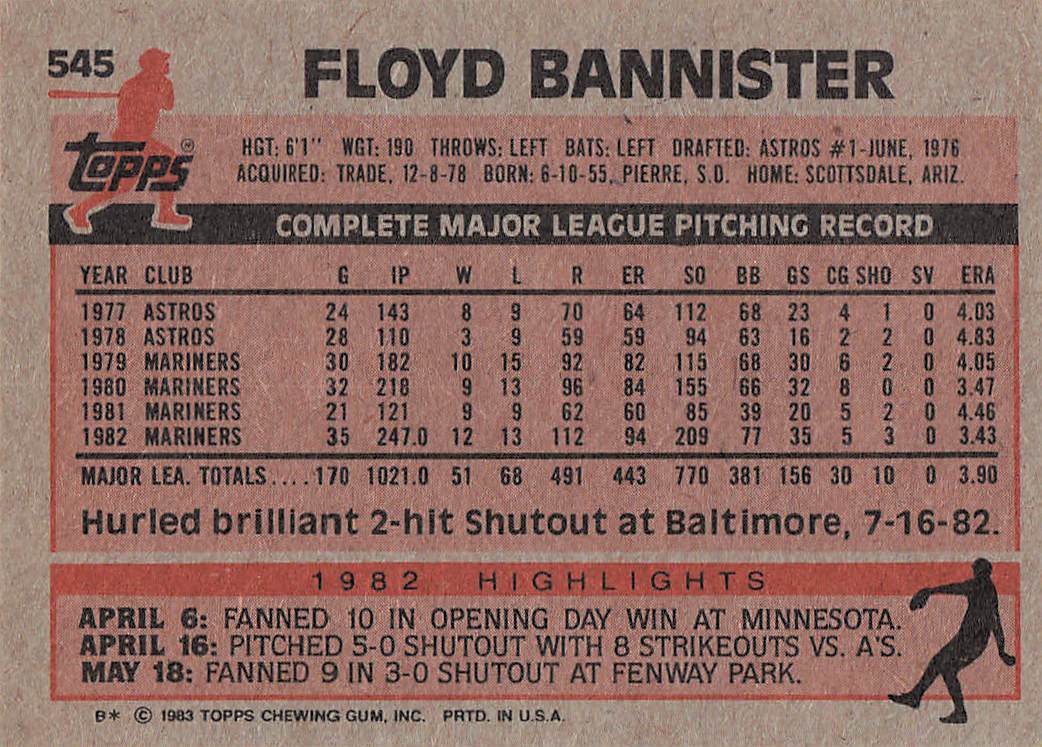 545
FLOYD BANNISTER
TOPPS®
HGT: 6'1" WGT: 190 THROWS: LEFT BATS: LEFT DRAFTED: ASTROS #1-JUNE, 1976
ACQUIRED: TRADE, 12-8-78 BORN: 6-10-55, PIERRE, S.D. HOME: SCOTTSDALE, ARIZ.
COMPLETE MAJOR LEAGUE PITCHING RECORD
YEAR CLUB G IP W L R ER SO BB GS CG SHO SV ERA
1977 ASTROS 24 143 8 9 70 64 112 68 23 4 1 0 4.03
1978 ASTROS 28 110 3 9 59 59 94 63 16 2 2 0 4.83
1979 MARINERS 30 182 10 15 92 82 115 68 30 6 2 0 4.05
1980 MARINERS 32 218 9 13 96 84 155 66 32 8 0 0 3.47
1981 MARINERS 21 121 9 9 62 60 85 39 20 5 2 0 4.46
1982 MARINERS 35 247.0 12 13 112 94 209 77 35 5 3 0 3.43
MAJOR LEA. TOTALS....170 1021.0 51 68 491 443 770 381 156 30 10 0 3.90
Hurled brilliant 2-hit Shutout at Baltimore, 7-16-82.
1982 HIGHLIGHTS
APRIL 6: FANNED 10 IN OPENING DAY WIN AT MINNESOTA.
APRIL 16: PITCHED 5-0 SHUTOUT WITH 8 STRIKEOUTS VS. A'S.
MAY 18: FANNED 9 IN 3-0 SHUTOUT AT FENWAY PARK.
B* © 1983 TOPPS CHEWING GUM, INC. PRTD. IN U.S.A.